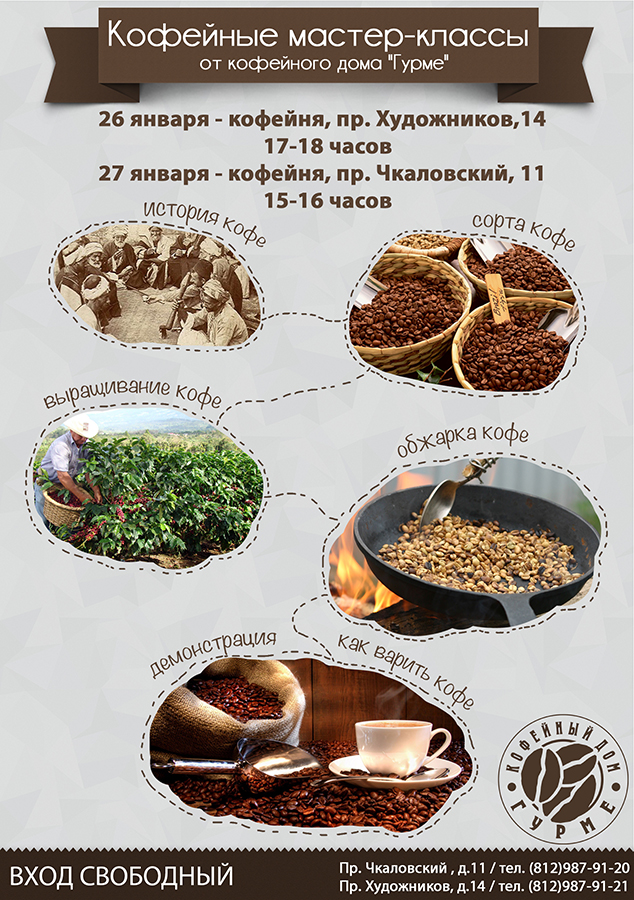 Кофейные мастер-классы
от кофейного дома "Гурме"
26 января - кофейня, пр. Художников,14
17-18 часов
27 января - кофейня, пр. Чкаловский, 11
15-16 часов
история кофе
сорта кофе
выращивание кофе
обжарка кофе
демонстрация
как варить кофе
КОФЕЙНЫЙ ДОМ
ГУРМЕ
ВХОД СВОБОДНЫЙ
Пр. Чкаловский , д.11 / тел. (812)987-91-20
Пр. Художников, д.14 / тел. (812)987-91-21